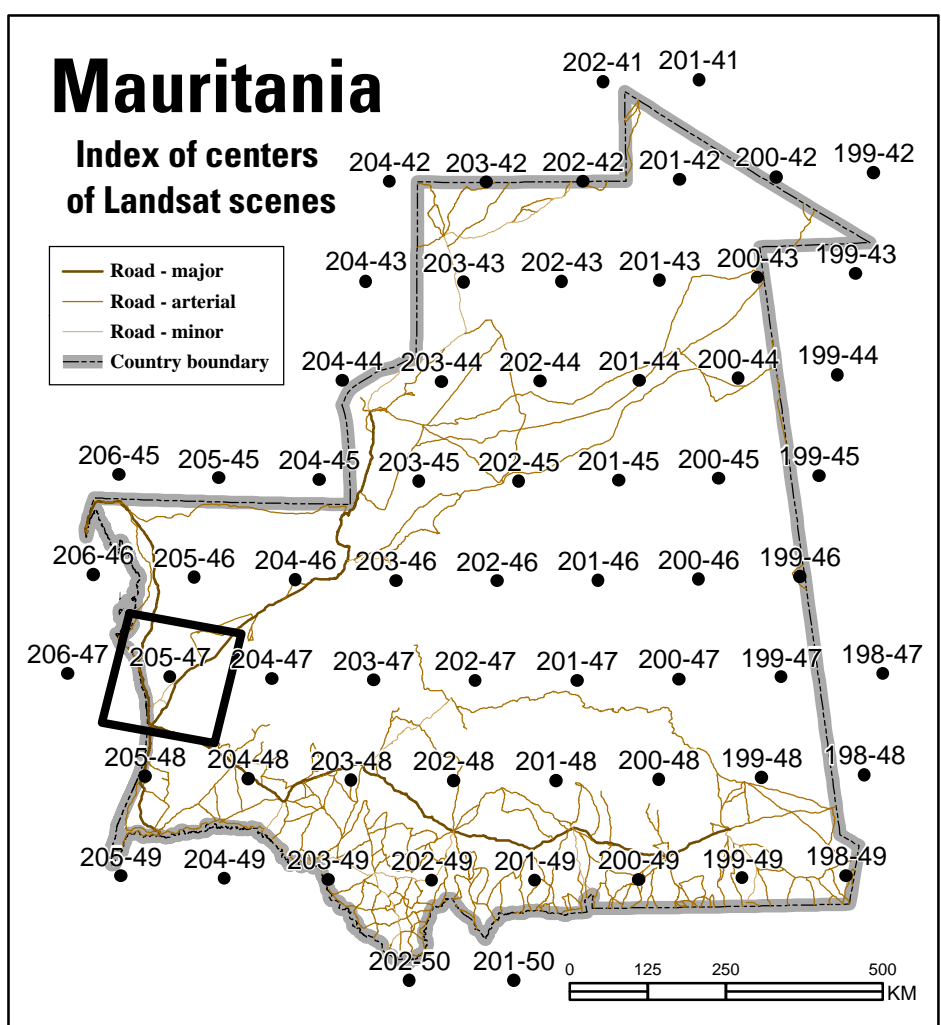 Mauritania
Index of centers
of Landsat scenes
Road - major
Road - arterial
Road - minor
Country boundary
202-41 201-41
204-42 203-42 202-42 201-42 200-42 199-42
204-43 203-43 202-43 201-43 200-43 199-43
204-44 203-44 202-44 201-44 200-44 199-44
206-45 205-45 204-45 203-45 202-45 201-45 200-45 199-45
206-46 205-46 204-46 203-46 202-46 201-46 200-46 199-46
206-47 205-47 204-47 203-47 202-47 201-47 200-47 199-47 198-47
205-48 204-48 203-48 202-48 201-48 200-48 199-48 198-48
205-49 204-49 203-49 202-49 201-49 200-49 199-49 198-49
202-50 201-50
0 125 250 500
KM